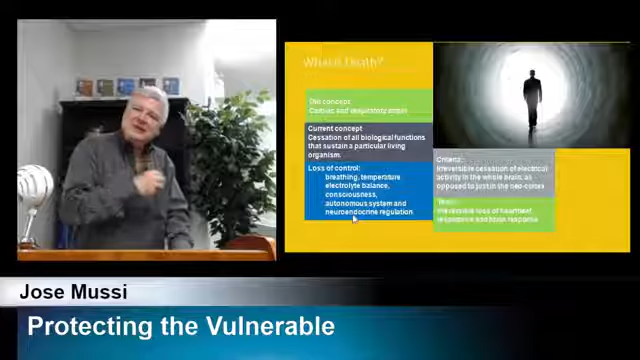 What is Death?
Old concept
Cardiac and respiratory arrest
Current concept
Cessation of all biological functions
that sustain a particular living
organism.
Loss of control:
breathing, temperature
electrolyte balance,
consciousness,
autonomous system and
neuroendocrine regulation
Criteria:
Irreversible cessation of electrical
activity in the whole brain; as
opposed to just in the neo-cortex
Irreversible loss of heartbeat,
response and brain response
Jose Mussi
Protecting the Vulnerable